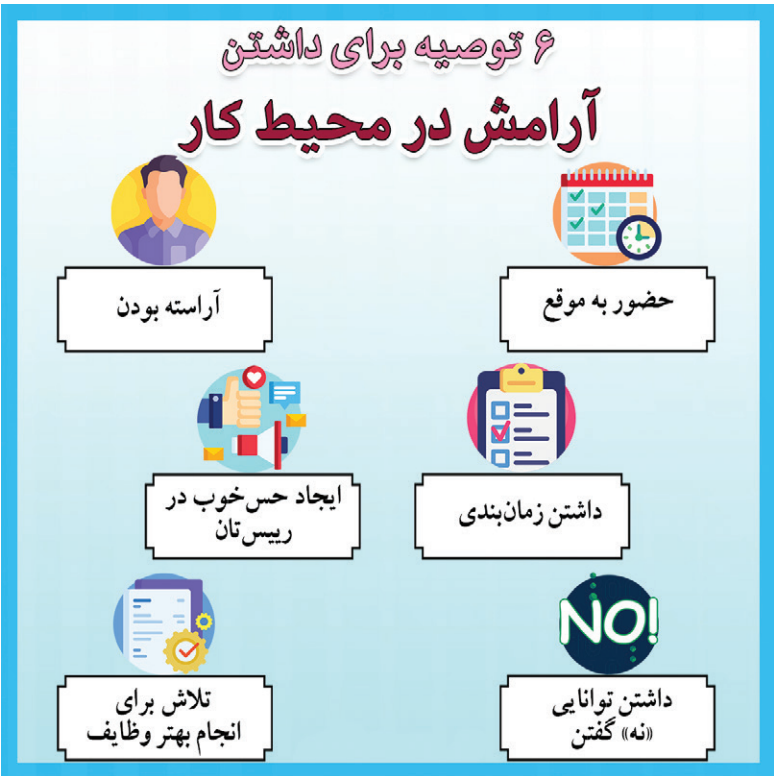 ۶ توصیه برای داشتن
آرامش در محیط کار
حضور به موقع
آراسته بودن
داشتن زمان‌بندی
ایجاد حس‌خوب در
رییس‌تان
NO!
داشتن توانایی
«نه» گفتن
تلاش برای
انجام بهتر وظایف